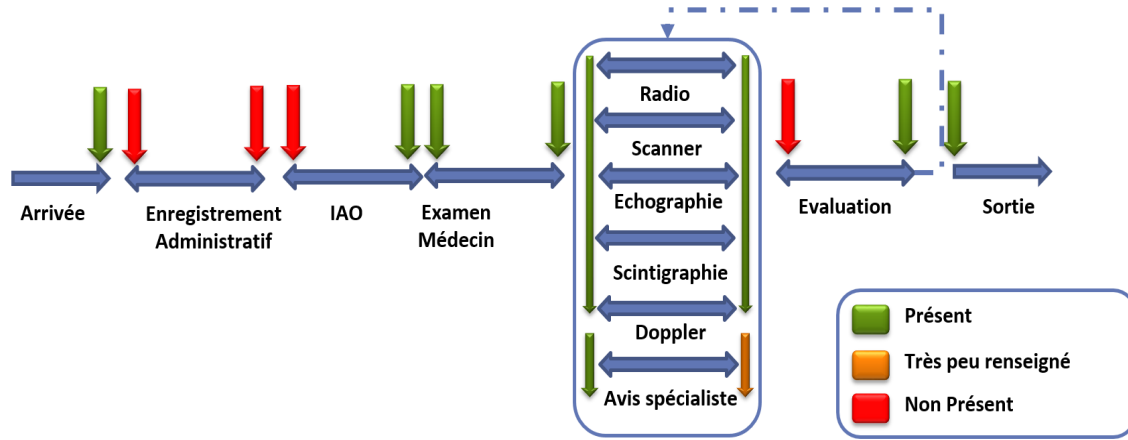 Arrivée
Enregistrement
Administratif
IAO
Examen
Médecin
Radio
Scanner
Echographie
Scintigraphie
Doppler
Avis spécialiste
Evaluation
Sortie
Présent
Très peu renseigné
Non Présent